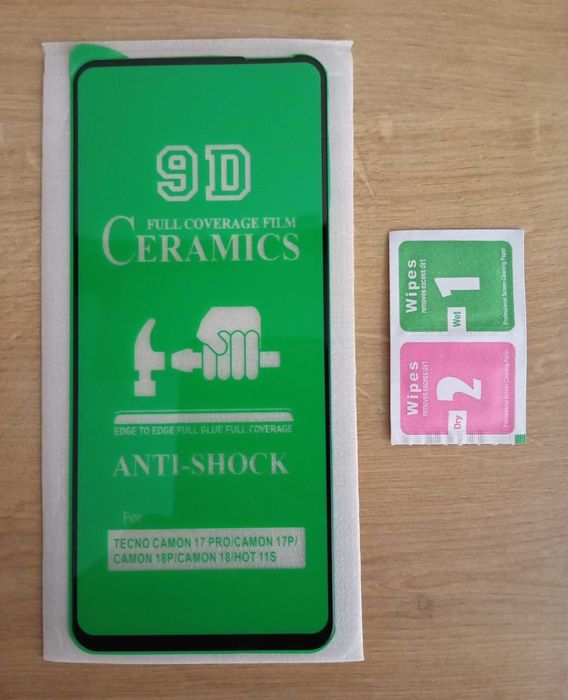 9D
FULL COVERAGE FILM
CERAMICS
EDGE TO EDGE FULL GLUE FULL COVERAGE
ANTI-SHOCK
For
TECNO CAMON 17 PRO/CAMON 17P/
CAMON 18P/CAMON 18/HOT 11S
Wipes
removes excess dirt
Wet
1
Professional Screen Cleaning Paper
Wipes
removes excess dirt
Dry
2
Professional Screen Cleaning Paper